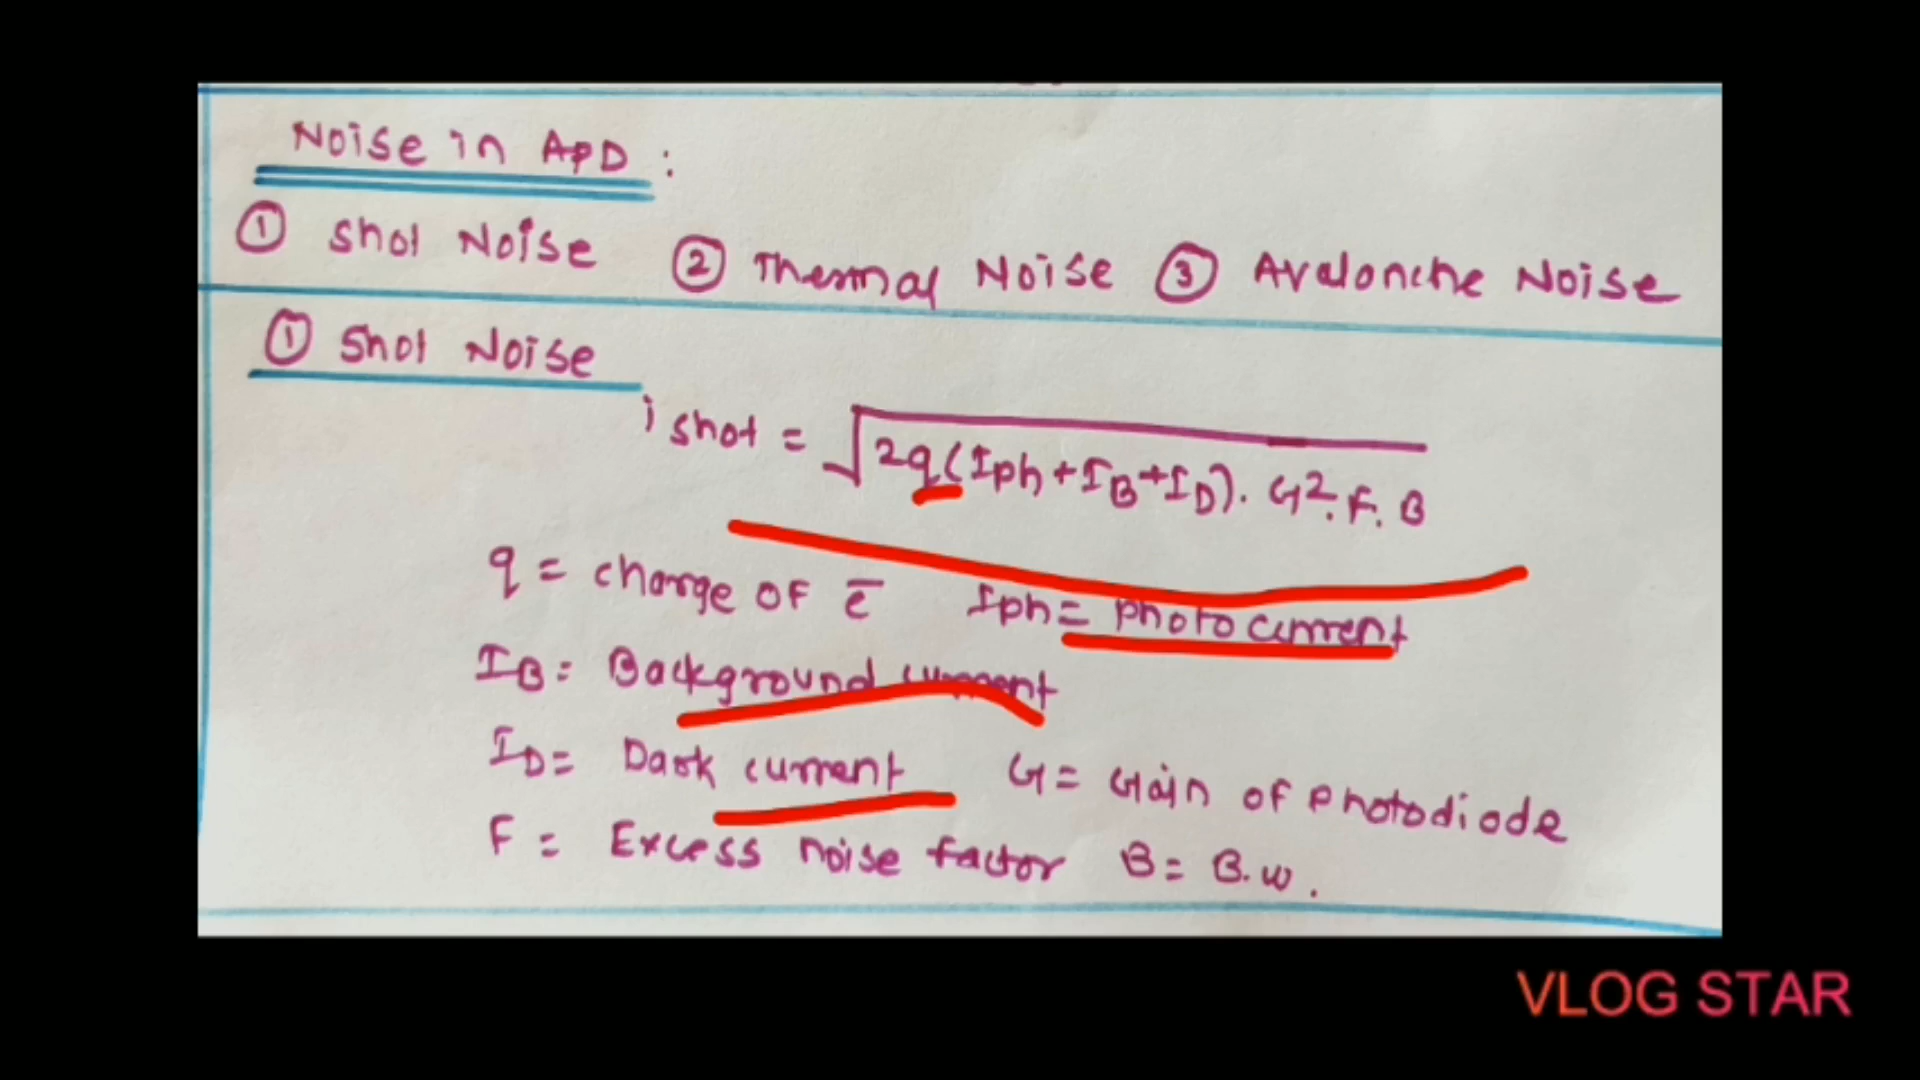 Noise in APD :
① Shot Noise ② Thermal Noise ③ Avalanche Noise
① Shot Noise
i shot = √2q(Iph+IB+ID). G².F. B
q = charge of e̅ Iph= photo current
IB= Background current
ID= Dark current G= Gain of photodiode
F = Excess noise factor B= B.W.
VLOG STAR